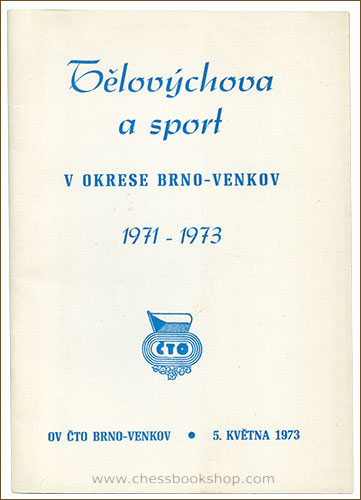 Tělovýchova
a sport
V OKRESE BRNO-VENKOV
1971 - 1973
ČTO
OV ČTO BRNO-VENKOV • 5. KVĚTNA 1973
www.chessbookshop.com